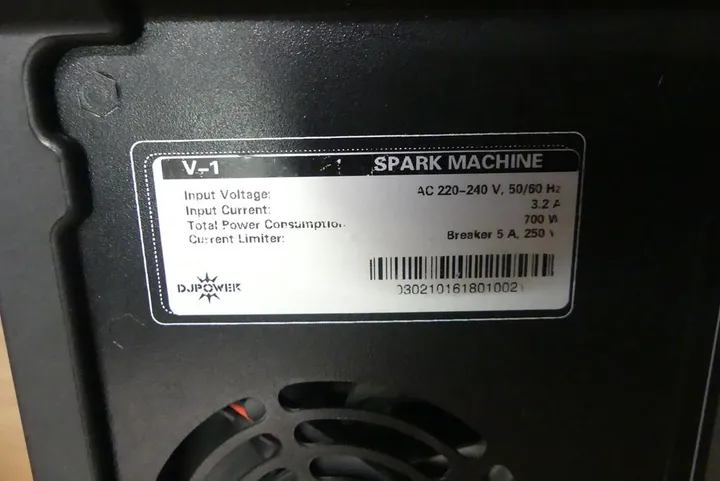 V-1 SPARK MACHINE
Input Voltage: AC 220-240 V, 50/60 Hz
Input Current: 3.2 A
Total Power Consumption: 700 W
Current Limiter: Breaker 5 A, 250 V
DJPOWER
030210161801002